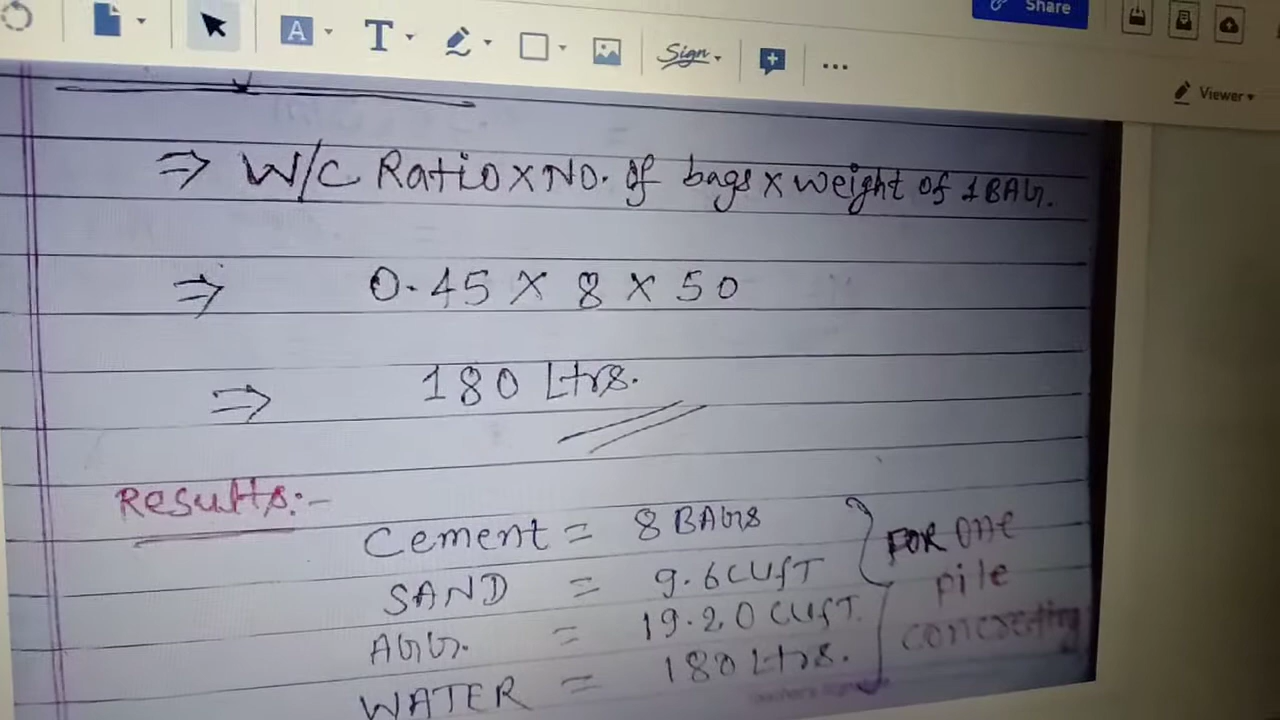 Share
A T Sign ...
Viewer
⇒ W/C Ratio x No. of bags x weight of 1 BAG.
⇒ 0.45 x 8 x 50
⇒ 180 Ltrs.
Results:-
Cement = 8 BAGS
SAND = 9.6 CUfT
AGG. = 19.20 CUfT.
WATER = 180 Ltrs.
FOR one
pile
concreting